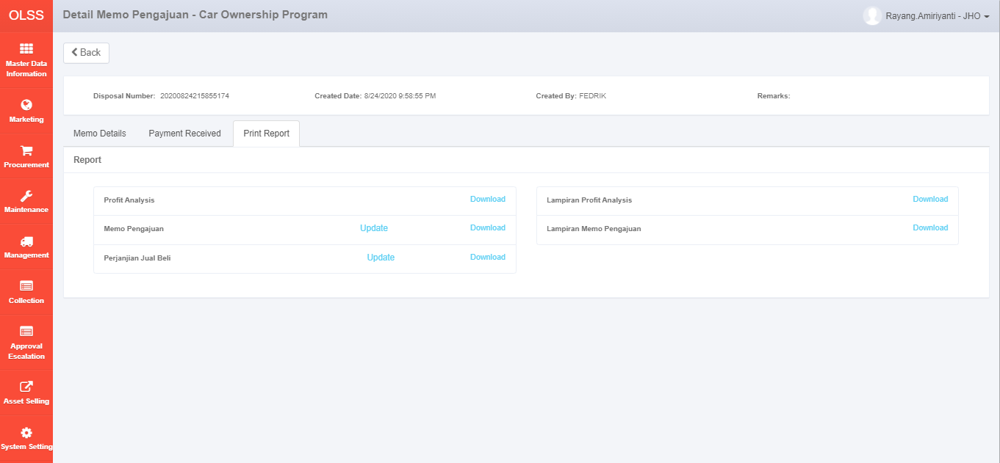 OLSS
Detail Memo Pengajuan - Car Ownership Program
Rayang.Amiriyanti - JHO
Master Data
Information
Marketing
Procurement
Maintenance
Management
Collection
Approval
Escalation
Asset Selling
System Setting
Back
Disposal Number: 20200824215855174
Created Date: 8/24/2020 9:58:55 PM
Created By: FEDRIK
Remarks:
Memo Details
Payment Received
Print Report
Report
Profit Analysis Download
Memo Pengajuan Update Download
Perjanjian Jual Beli Update Download
Lampiran Profit Analysis Download
Lampiran Memo Pengajuan Download